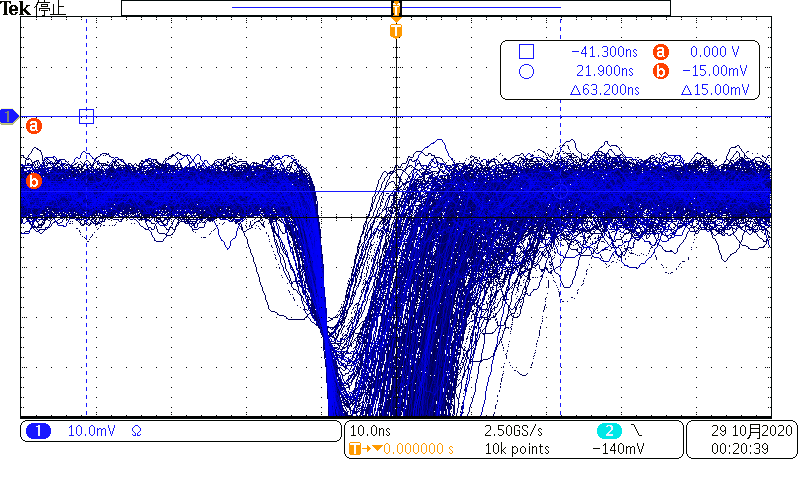 Tek 停止
T
T
−41.300ns a 0.000 V
21.900ns b −15.00mV
Δ63.200ns Δ15.00mV
1
a
b
1 10.0mV Ω
10.0ns 2.50GS/s 2
T→▼0.000000 s 10k points −140mV
29 10月2020
00:20:39